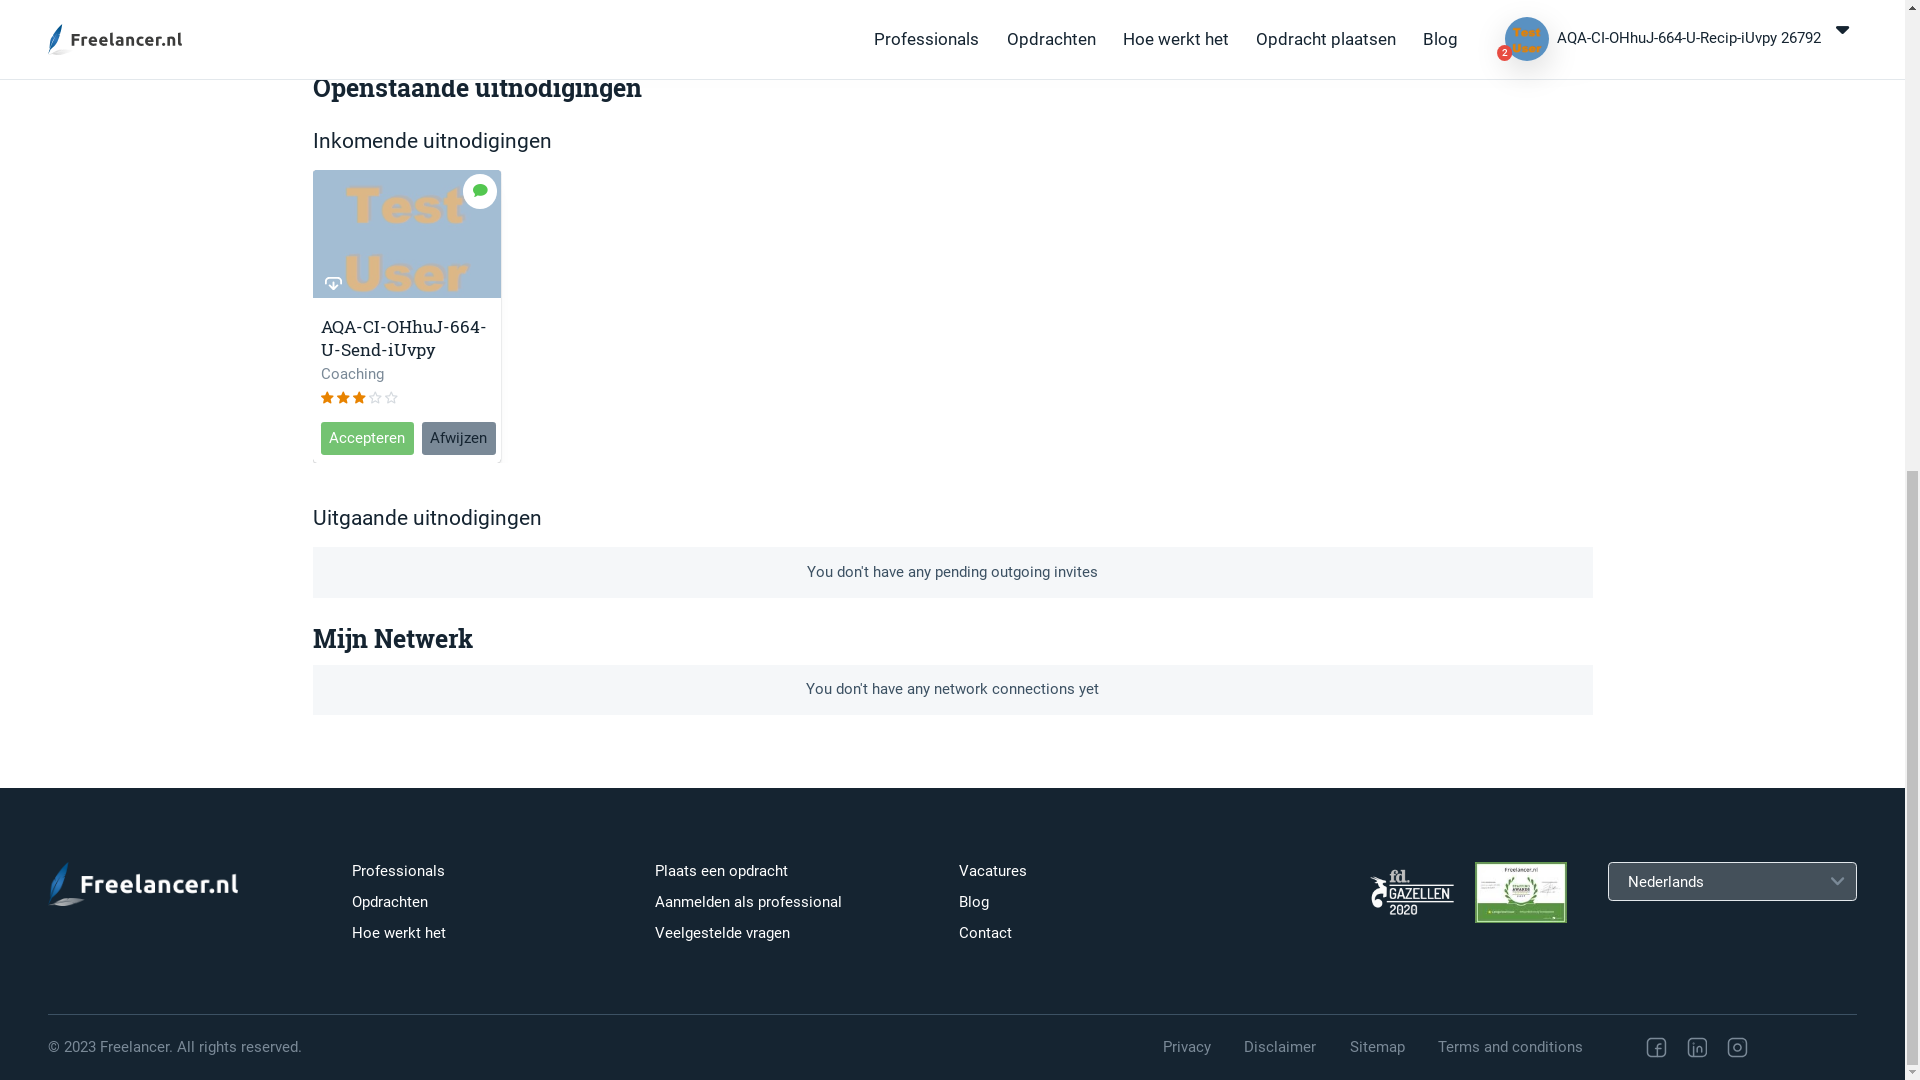 Freelancer.nl
Professionals
Opdrachten
Hoe werkt het
Opdracht plaatsen
Blog
Test
User
2
AQA-CI-OHhuJ-664-U-Recip-iUvpy 26792
Openstaande uitnodigingen
Inkomende uitnodigingen
Test
User
AQA-CI-OHhuJ-664-
U-Send-iUvpy
Coaching
Accepteren
Afwijzen
Uitgaande uitnodigingen
You don't have any pending outgoing invites
Mijn Netwerk
You don't have any network connections yet
Freelancer.nl
Professionals
Opdrachten
Hoe werkt het
Plaats een opdracht
Aanmelden als professional
Veelgestelde vragen
Vacatures
Blog
Contact
fd.
GAZELLEN
2020
Freelancer.nl
Nederlands
© 2023 Freelancer. All rights reserved.
Privacy
Disclaimer
Sitemap
Terms and conditions